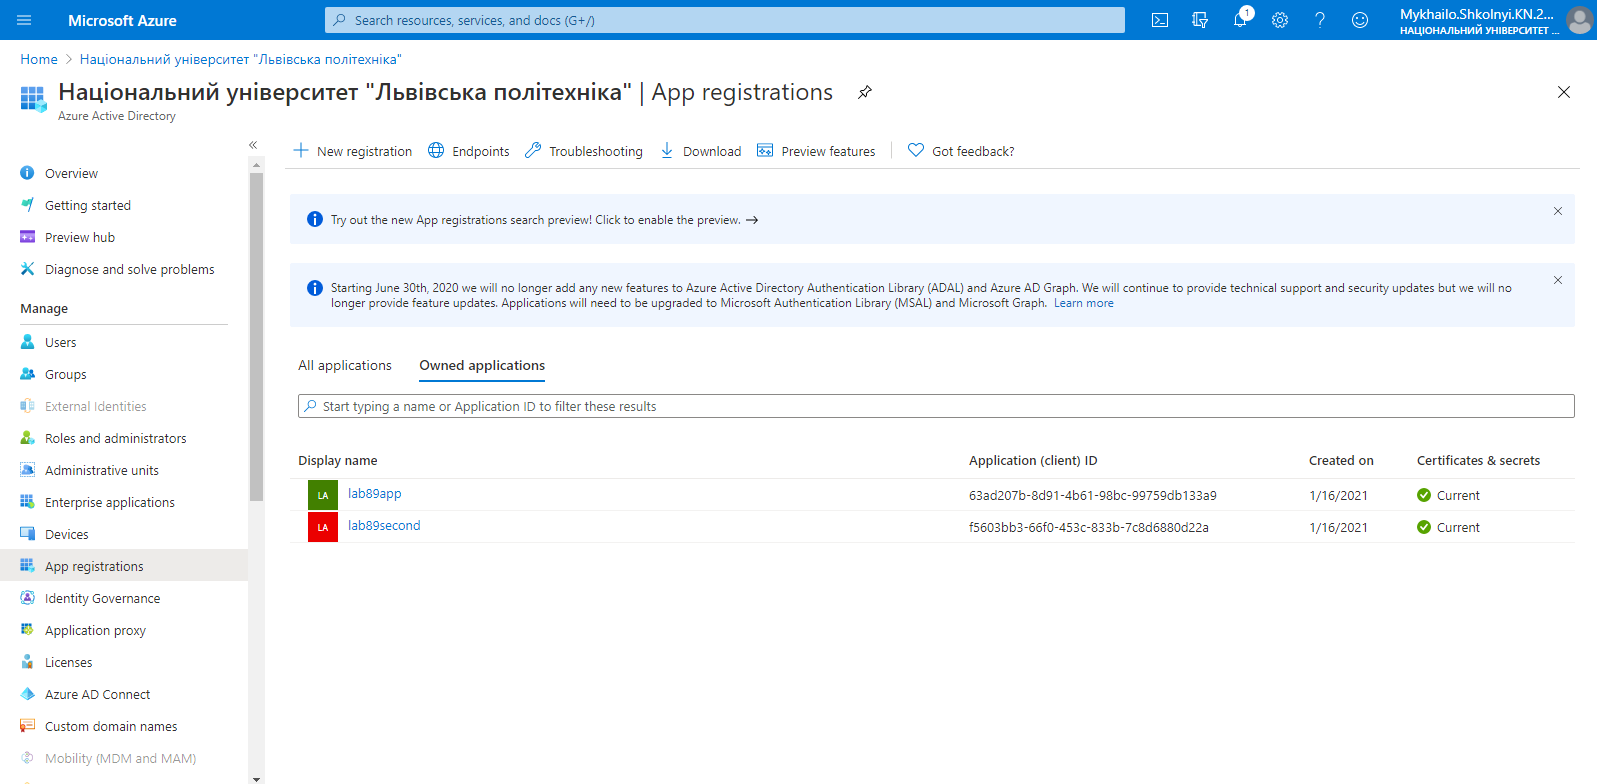 Microsoft Azure
Search resources, services, and docs (G+/)
1
Mykhailo.Shkolnyi.KN.2...
НАЦІОНАЛЬНИЙ УНІВЕРСИТЕТ ...
Home > Національний університет "Львівська політехніка"
Національний університет "Львівська політехніка" | App registrations
Azure Active Directory
Overview
Getting started
Preview hub
Diagnose and solve problems
Manage
Users
Groups
External Identities
Roles and administrators
Administrative units
Enterprise applications
Devices
App registrations
Identity Governance
Application proxy
Licenses
Azure AD Connect
Custom domain names
Mobility (MDM and MAM)
New registration
Endpoints
Troubleshooting
Download
Preview features
Got feedback?
Try out the new App registrations search preview! Click to enable the preview. →
Starting June 30th, 2020 we will no longer add any new features to Azure Active Directory Authentication Library (ADAL) and Azure AD Graph. We will continue to provide technical support and security updates but we will no
longer provide feature updates. Applications will need to be upgraded to Microsoft Authentication Library (MSAL) and Microsoft Graph. Learn more
All applications
Owned applications
Start typing a name or Application ID to filter these results
Display name Application (client) ID Created on Certificates & secrets
LA lab89app 63ad207b-8d91-4b61-98bc-99759db133a9 1/16/2021 Current
LA lab89second f5603bb3-66f0-453c-833b-7c8d6880d22a 1/16/2021 Current